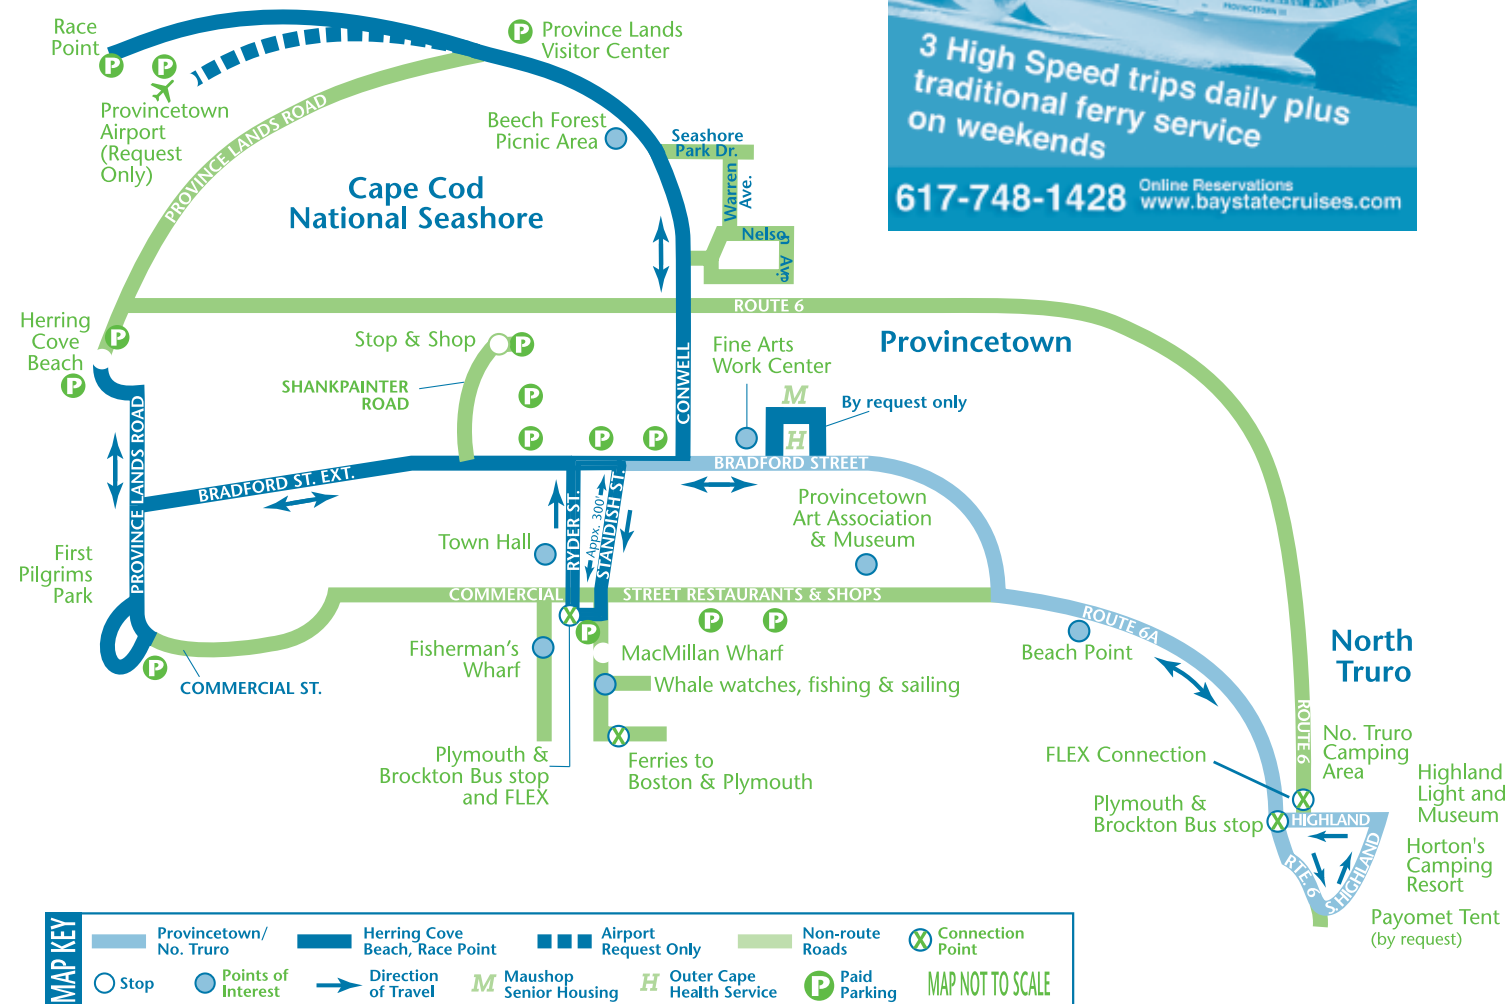 PROVINCETOWN III
3 High Speed trips daily plus
traditional ferry service
on weekends
617-748-1428
Online Reservations
www.baystatecruises.com
Race
Point
P
P
Provincetown
Airport
(Request
Only)
P
Province Lands
Visitor Center
PROVINCE LANDS ROAD
Beech Forest
Picnic Area
Seashore
Park Dr.
Warren
Ave.
Nelson Ave.
Cape Cod
National Seashore
ROUTE 6
Herring
Cove
Beach
P
P
Stop & Shop
P
SHANKPAINTER
ROAD
P
P
P
P
CONWELL
Fine Arts
Work Center
Provincetown
M
H
By request only
BRADFORD STREET
PROVINCE LANDS ROAD
BRADFORD ST. EXT.
RYDER ST.
Appx. 300'
STANDISH ST.
Provincetown
Art Association
& Museum
Town Hall
First
Pilgrims
Park
COMMERCIAL
STREET RESTAURANTS & SHOPS
X
P
P
P
ROUTE 6A
Beach Point
Fisherman's
Wharf
MacMillan Wharf
Whale watches, fishing & sailing
P
COMMERCIAL ST.
North
Truro
Plymouth &
Brockton Bus stop
and FLEX
X
Ferries to
Boston & Plymouth
ROUTE 6
No. Truro
Camping
Area
FLEX Connection
X
Plymouth &
Brockton Bus stop
X
HIGHLAND
Highland
Light and
Museum
RTE. 6
S. HIGHLAND
Horton's
Camping
Resort
Payomet Tent
(by request)
MAP KEY
Provincetown/
No. Truro
Herring Cove
Beach, Race Point
Airport
Request Only
Non-route
Roads
X
Connection
Point
Stop
Points of
Interest
Direction
of Travel
M
Maushop
Senior Housing
H
Outer Cape
Health Service
P
Paid
Parking
MAP NOT TO SCALE